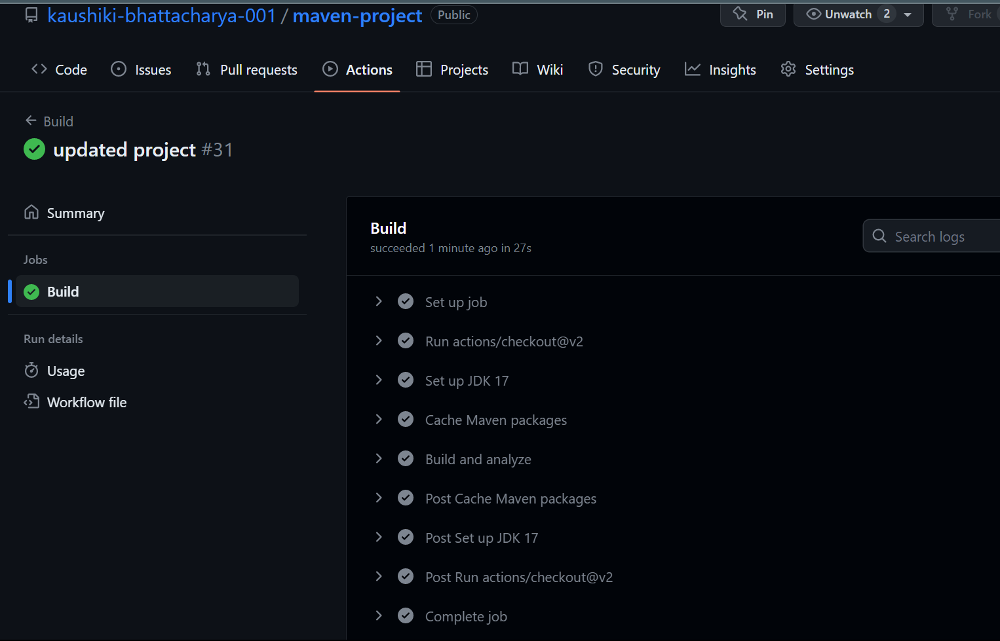 kaushiki-bhattacharya-001 / maven-project Public Pin Unwatch 2 Fork
Code Issues Pull requests Actions Projects Wiki Security Insights Settings
Build
updated project #31
Summary
Jobs
Build
Run details
Usage
Workflow file
Build
succeeded 1 minute ago in 27s
Search logs
Set up job
Run actions/checkout@v2
Set up JDK 17
Cache Maven packages
Build and analyze
Post Cache Maven packages
Post Set up JDK 17
Post Run actions/checkout@v2
Complete job